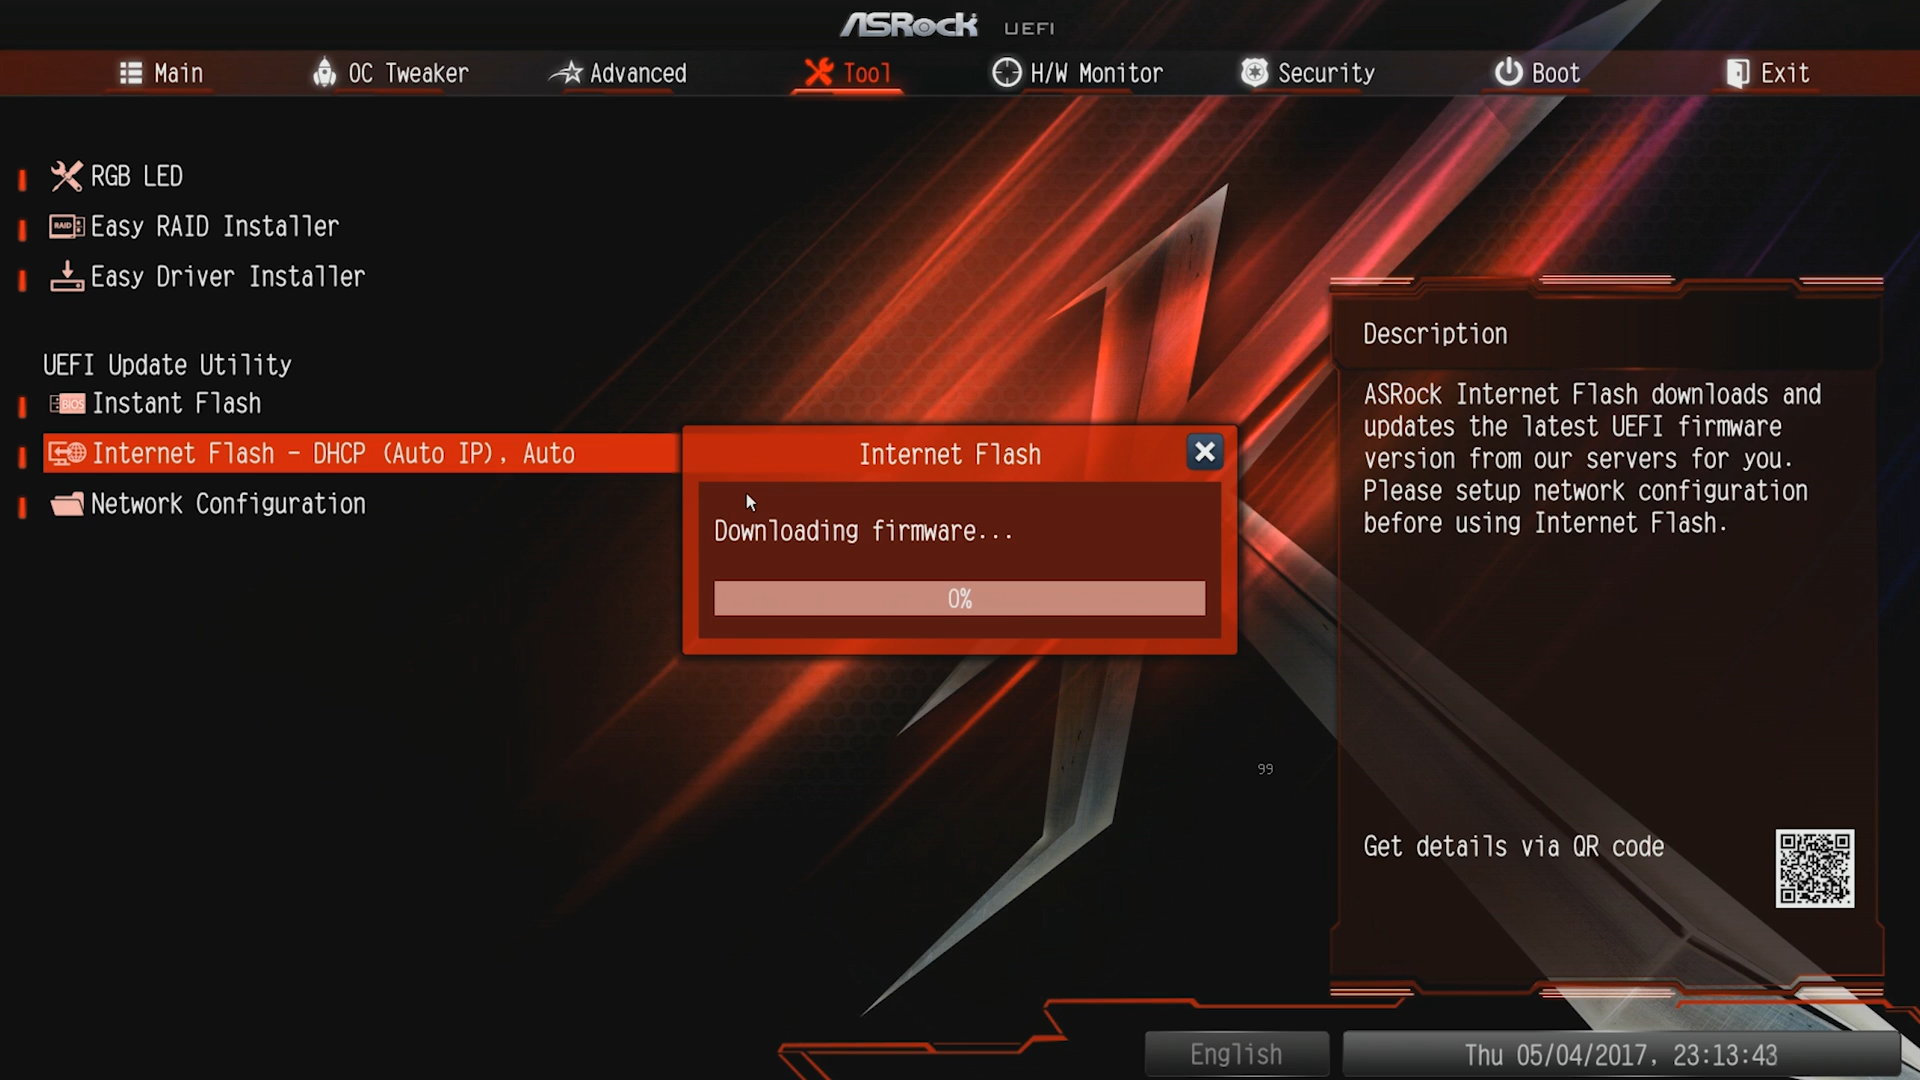 ASRock UEFI
Main OC Tweaker Advanced Tool H/W Monitor Security Boot Exit
RGB LED
RAID Easy RAID Installer
Easy Driver Installer
UEFI Update Utility
BIOS Instant Flash
Internet Flash - DHCP (Auto IP), Auto
Network Configuration
Internet Flash
Downloading firmware...
0%
99
Description
ASRock Internet Flash downloads and
updates the latest UEFI firmware
version from our servers for you.
Please setup network configuration
before using Internet Flash.
Get details via QR code
English
Thu 05/04/2017, 23:13:43